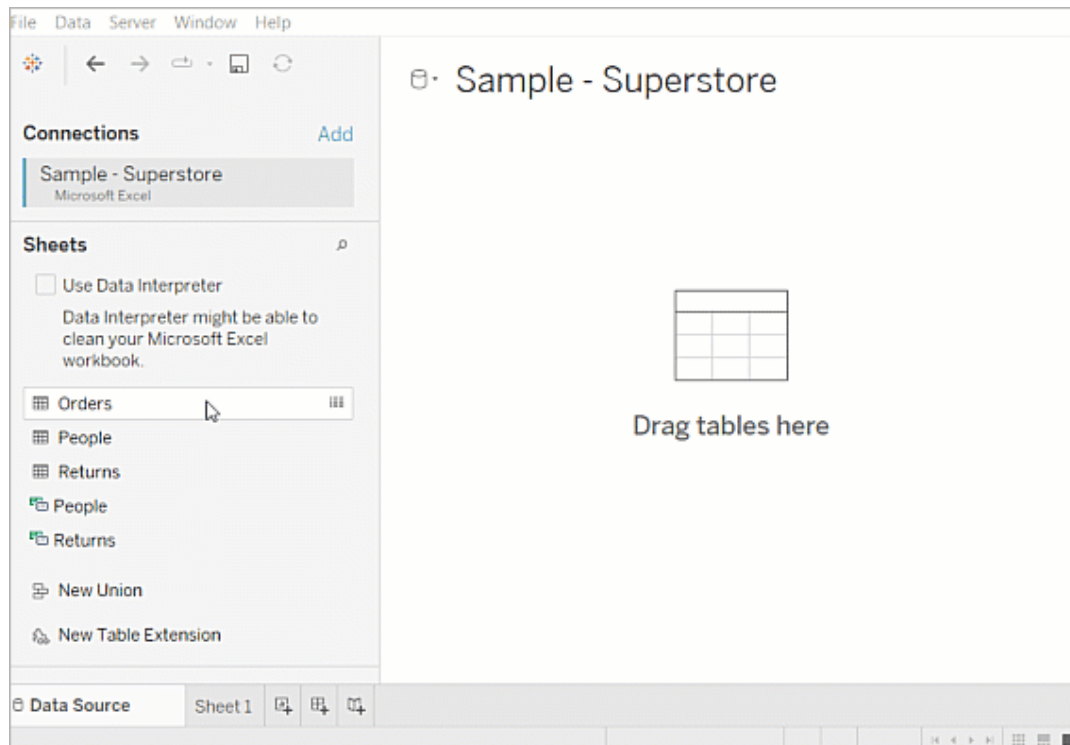 File Data Server Window Help
Sample - Superstore
Connections Add
Sample - Superstore
Microsoft Excel
Sheets
Use Data Interpreter
Data Interpreter might be able to
clean your Microsoft Excel
workbook.
Orders
People
Returns
People
Returns
New Union
New Table Extension
Drag tables here
Data Source Sheet 1